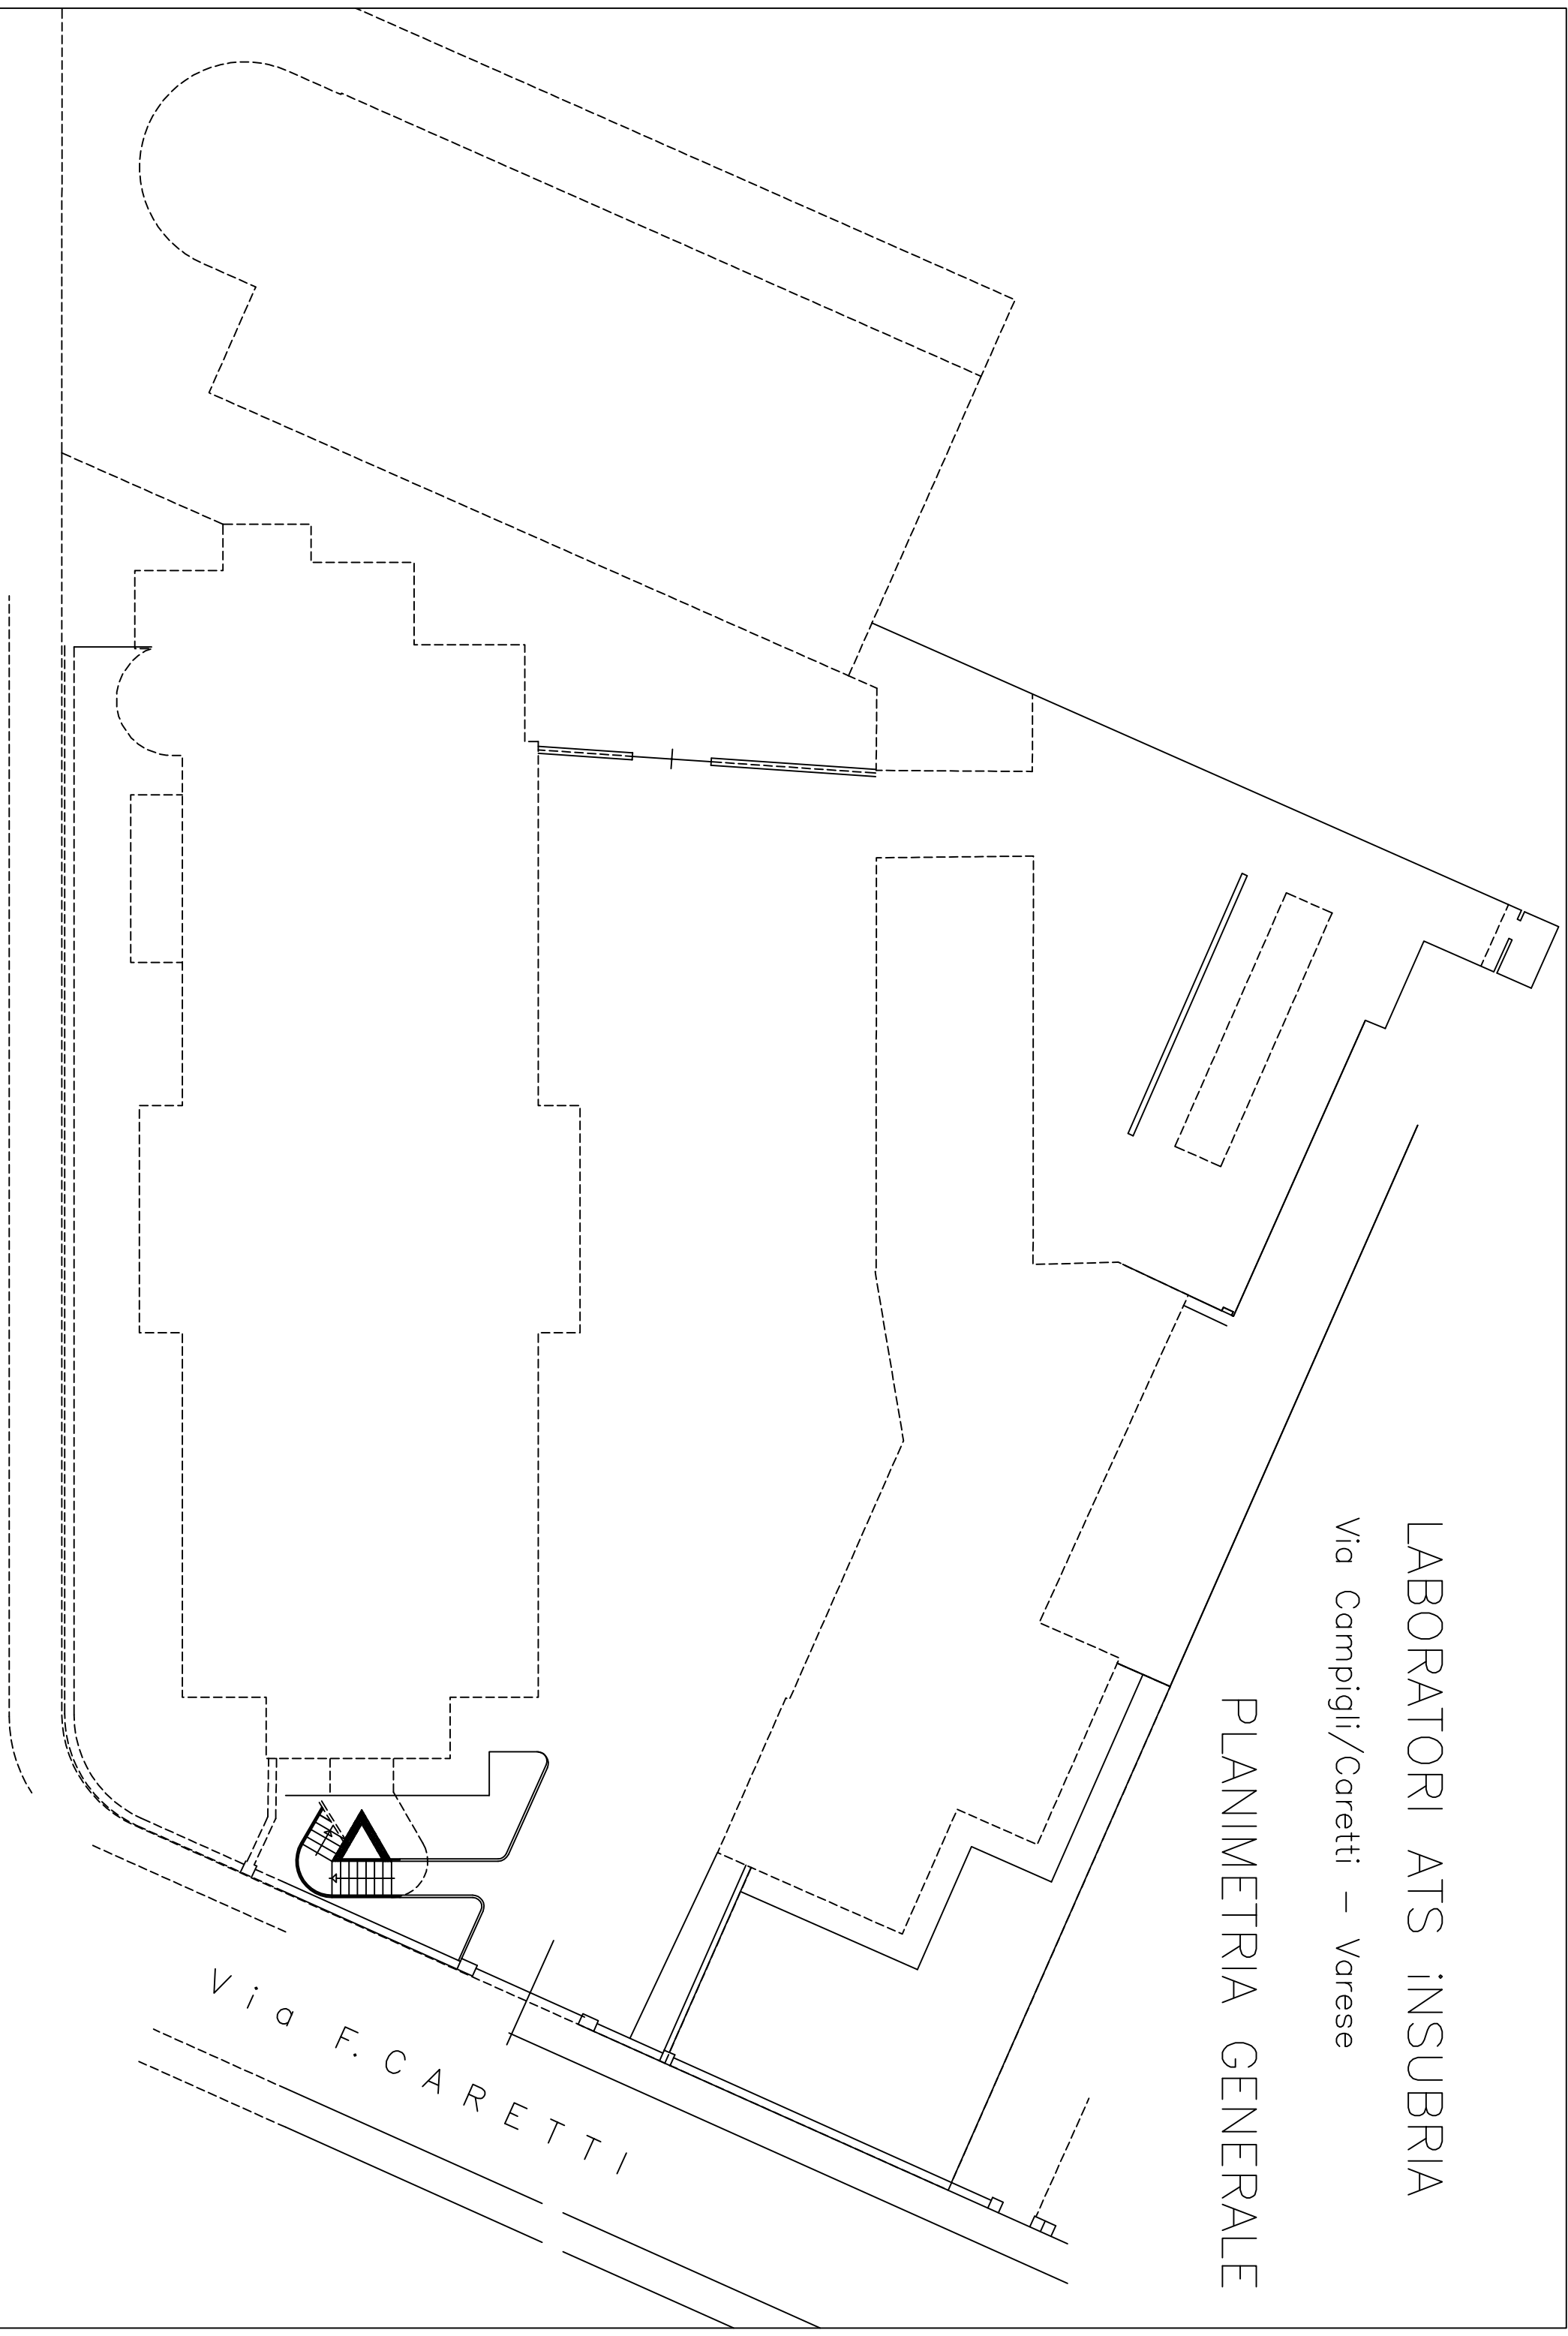 LABORATORI ATS iNSUBRIA
Via Campigli/Caretti – Varese
PLANIMETRIA GENERALE
Via F. CARETTI